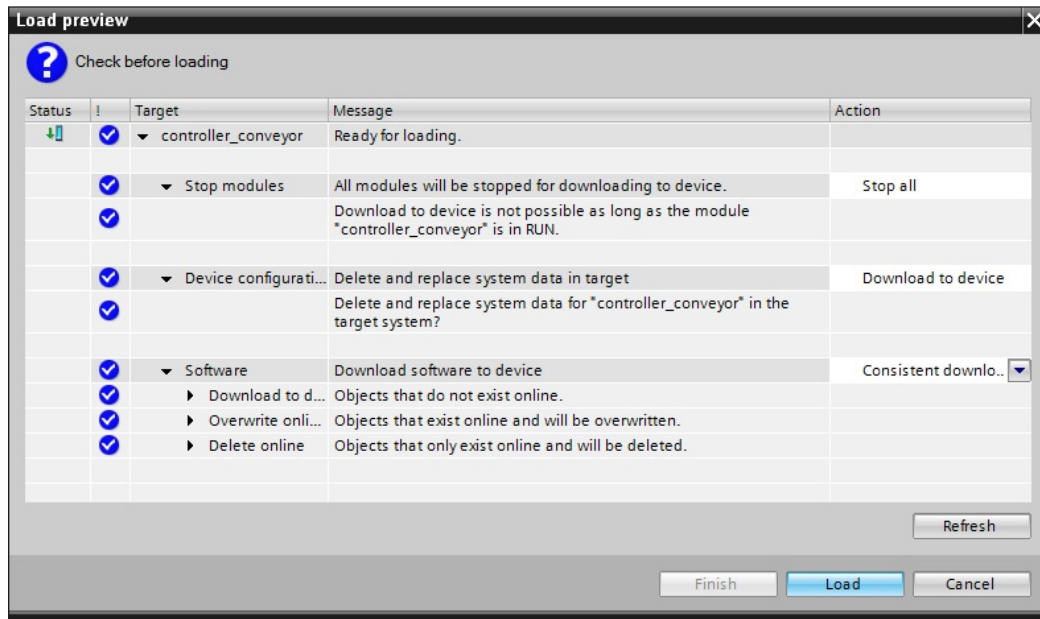 Load preview
Check before loading
Status ! Target Message Action
controller_conveyor Ready for loading.
Stop modules All modules will be stopped for downloading to device. Stop all
Download to device is not possible as long as the module
"controller_conveyor" is in RUN.
Device configurati... Delete and replace system data in target Download to device
Delete and replace system data for "controller_conveyor" in the
target system?
Software Download software to device Consistent downlo..
Download to d... Objects that do not exist online.
Overwrite onli... Objects that exist online and will be overwritten.
Delete online Objects that only exist online and will be deleted.
Refresh
Finish Load Cancel